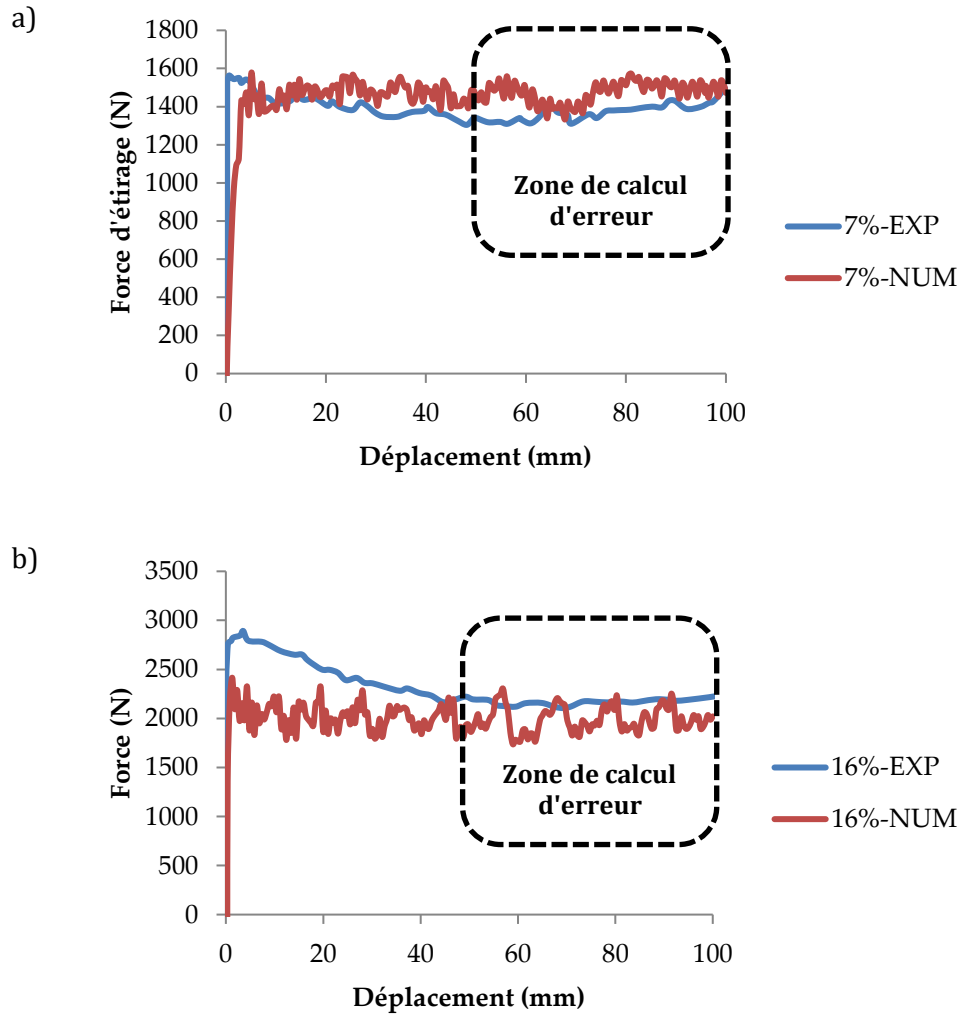 a)
1800
1600
1400
1200
1000
800
600
400
200
0
Force d'étirage (N)
Zone de calcul
d'erreur
7%-EXP
7%-NUM
0
20
40
60
80
100
Déplacement (mm)
b)
3500
3000
2500
2000
1500
1000
500
0
Force (N)
Zone de calcul
d'erreur
16%-EXP
16%-NUM
0
20
40
60
80
100
Déplacement (mm)